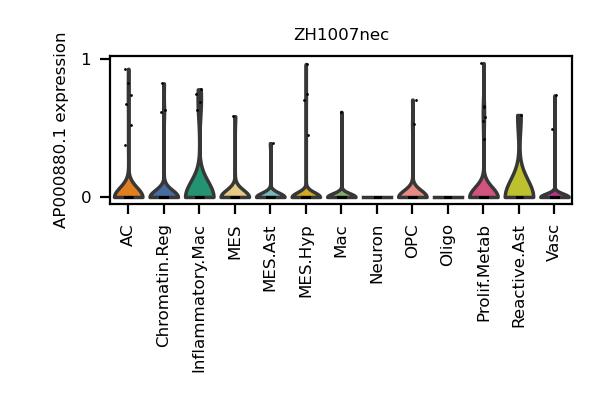 ZH1007nec
AP000880.1 expression
1
0
AC
Chromatin.Reg
Inflammatory.Mac
MES
MES.Ast
MES.Hyp
Mac
Neuron
OPC
Oligo
Prolif.Metab
Reactive.Ast
Vasc